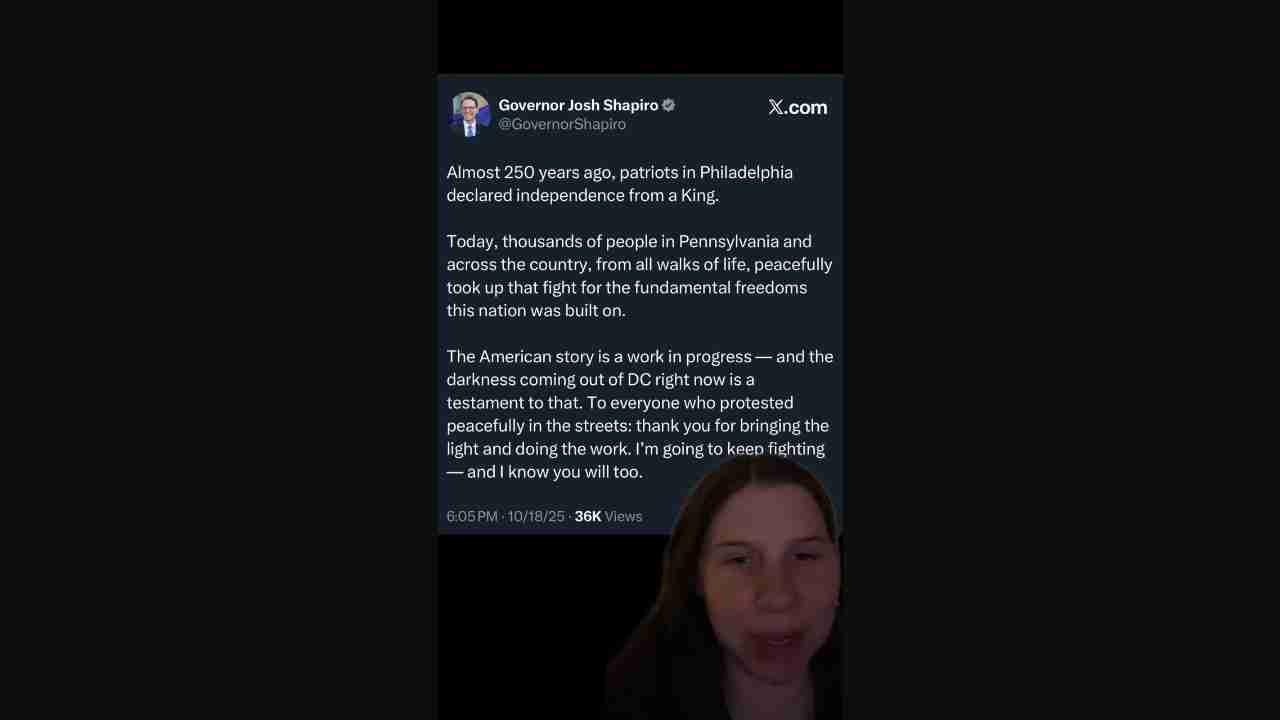 Governor Josh Shapiro
X.com
@GovernorShapiro
Almost 250 years ago, patriots in Philadelphia
declared independence from a King.
Today, thousands of people in Pennsylvania and
across the country, from all walks of life, peacefully
took up that fight for the fundamental freedoms
this nation was built on.
The American story is a work in progress — and the
darkness coming out of DC right now is a
testament to that. To everyone who protested
peacefully in the streets: thank you for bringing the
light and doing the work. I'm going to keep fighting
— and I know you will too.
6:05 PM · 10/18/25 · 36K Views